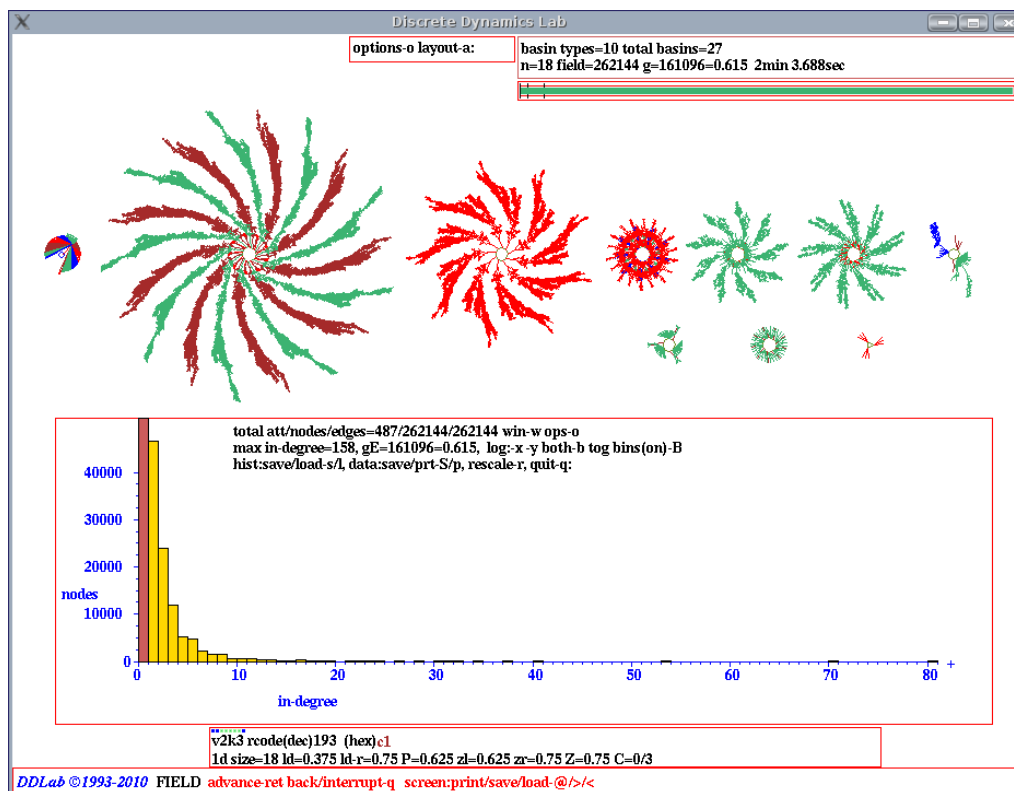 Discrete Dynamics Lab
options-o layout-a:
basin types=10 total basins=27
n=18 field=262144 g=161096=0.615 2min 3.688sec
total att/nodes/edges=487/262144/262144 win-w ops-o
max in-degree=158, gE=161096=0.615, log:-x -y both-b tog bins(on)-B
hist:save/load-s/l, data:save/prt-S/p, rescale-r, quit-q:
40000
30000
20000
nodes
10000
0
0 10 20 30 40 50 60 70 80 +
in-degree
v2k3 rcode(dec)193 (hex)c1
1d size=18 ld=0.375 ld-r=0.75 P=0.625 zl=0.625 zr=0.75 Z=0.75 C=0/3
DDLab ©1993-2010 FIELD advance-ret back/interrupt-q screen:print/save/load-@/>/<